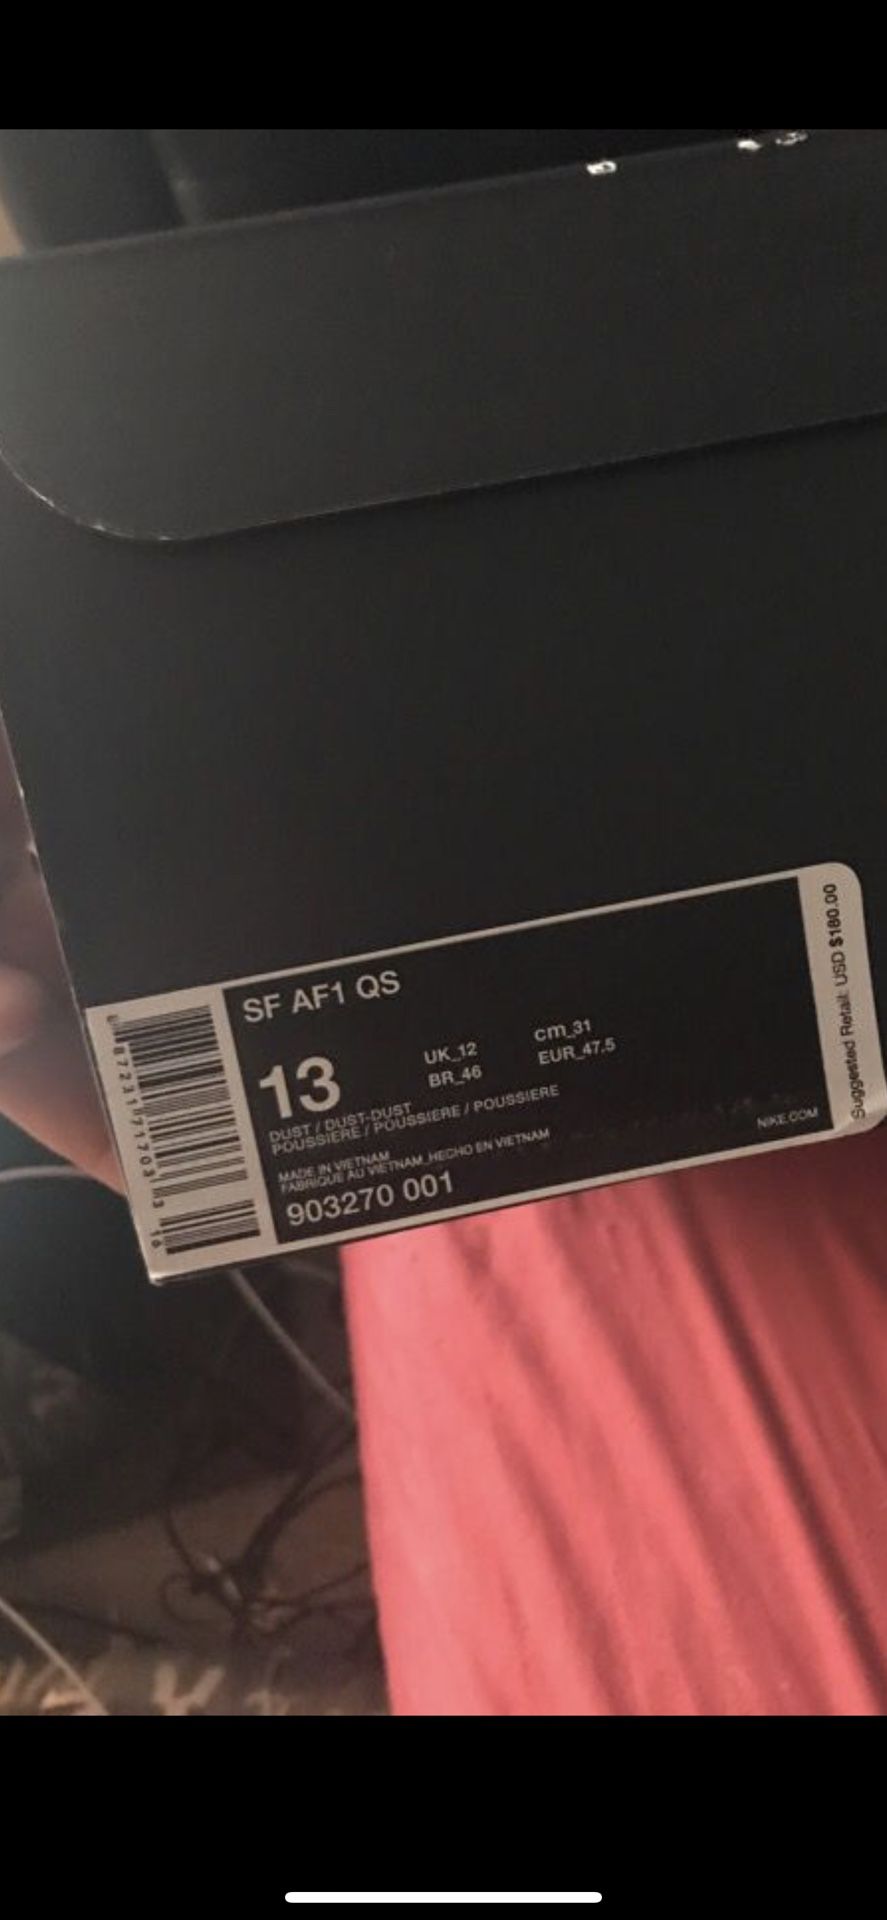 SF AF1 QS
13
UK_12
cm_31
BR_46
EUR_47.5
DUST / DUST-DUST
POUSSIERE / POUSSIERE / POUSSIERE
MADE IN VIETNAM
FABRIQUE AU VIETNAM_HECHO EN VIETNAM
903270 001
NIKE.COM
Suggested Retail: USD $180.00